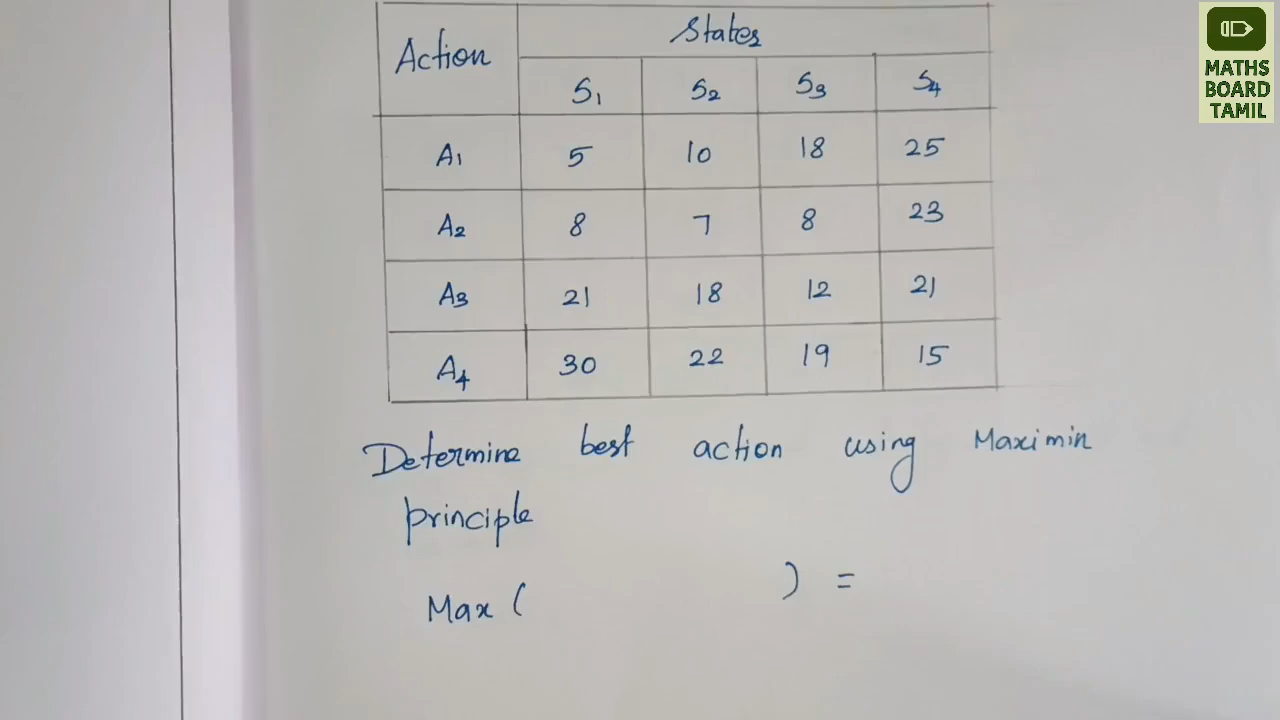 Action States
S1 S2 S3 S4
A1 5 10 18 25
A2 8 7 8 23
A3 21 18 12 21
A4 30 22 19 15
Determine best action using Maximin
principle
Max ( ) =
MATHS
BOARD
TAMIL